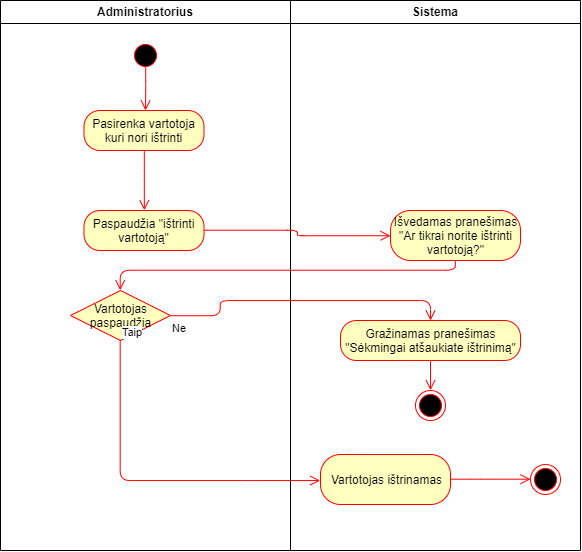 Administratorius
Sistema
Pasirenka vartotoja
kuri nori ištrinti
Paspaudžia "ištrinti
vartotoją"
Išvedamas pranešimas
"Ar tikrai norite ištrinti
vartotoją?"
Vartotojas
paspaudžia
Taip
Ne
Gražinamas pranešimas
"Sėkmingai atšaukiate ištrinimą"
Vartotojas ištrinamas